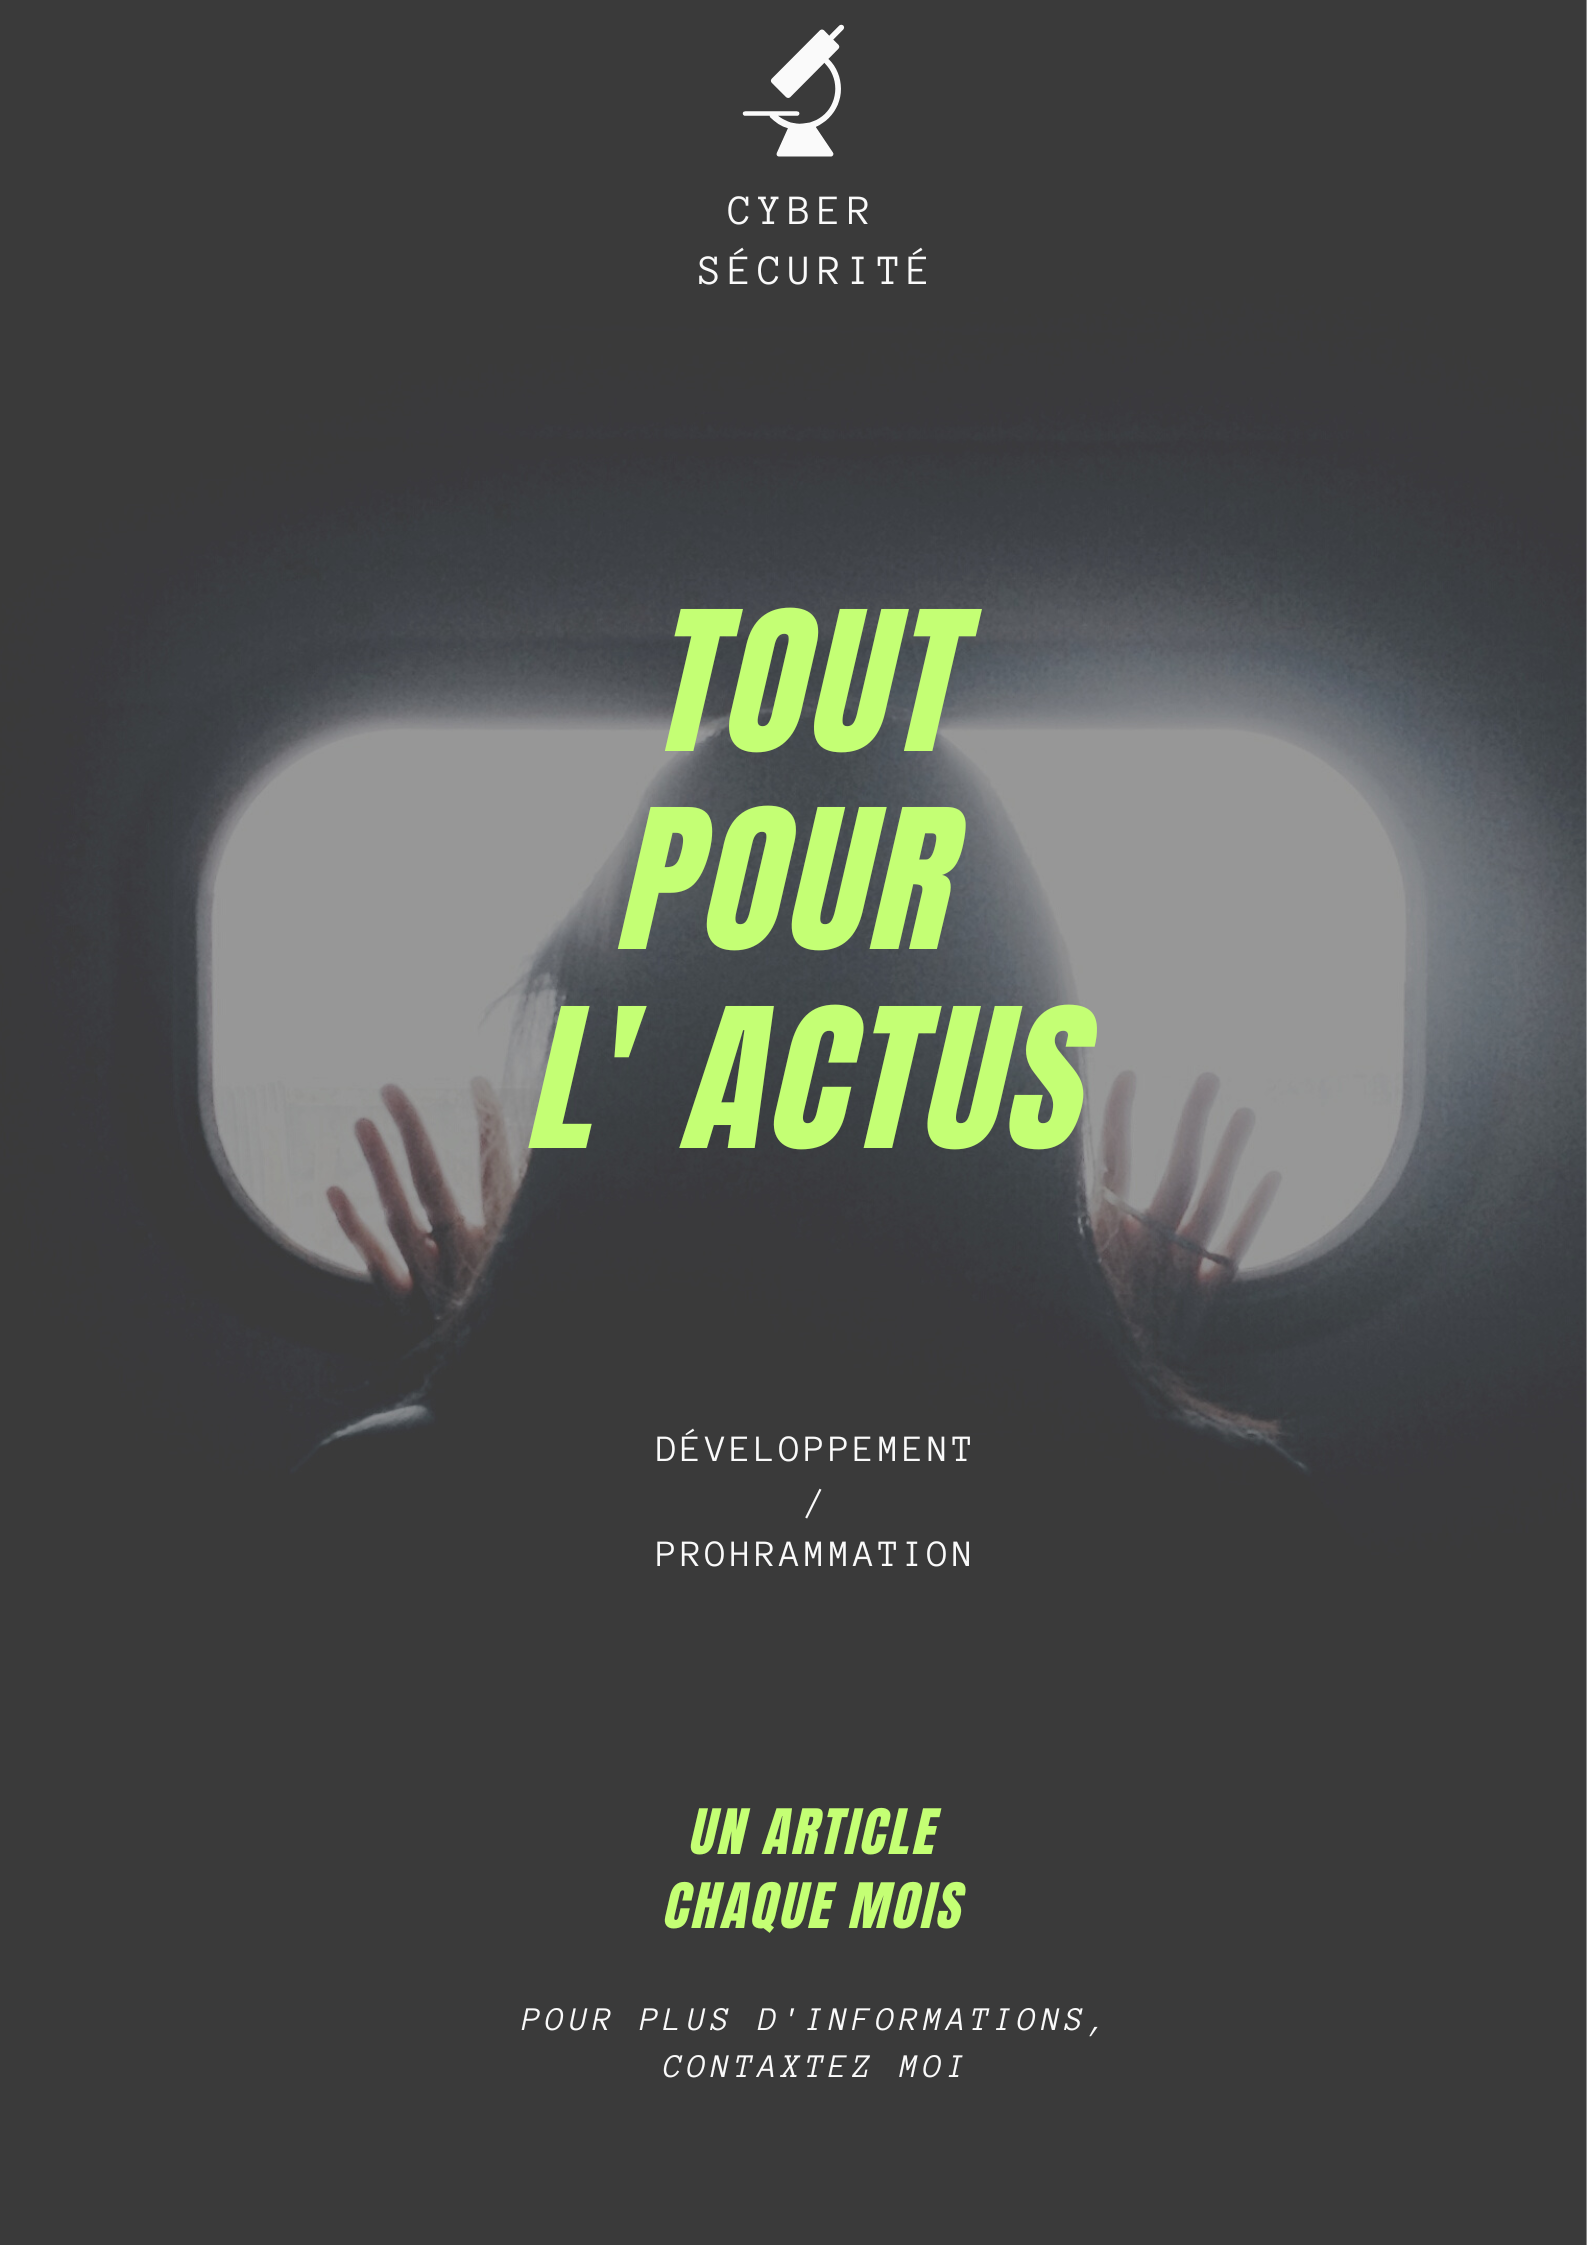 CYBER
SÉCURITÉ
TOUT
POUR
L' ACTUS
DÉVELOPPEMENT
/
PROHRAMMATION
UN ARTICLE
CHAQUE MOIS
POUR PLUS D'INFORMATIONS,
CONTAXTEZ MOI